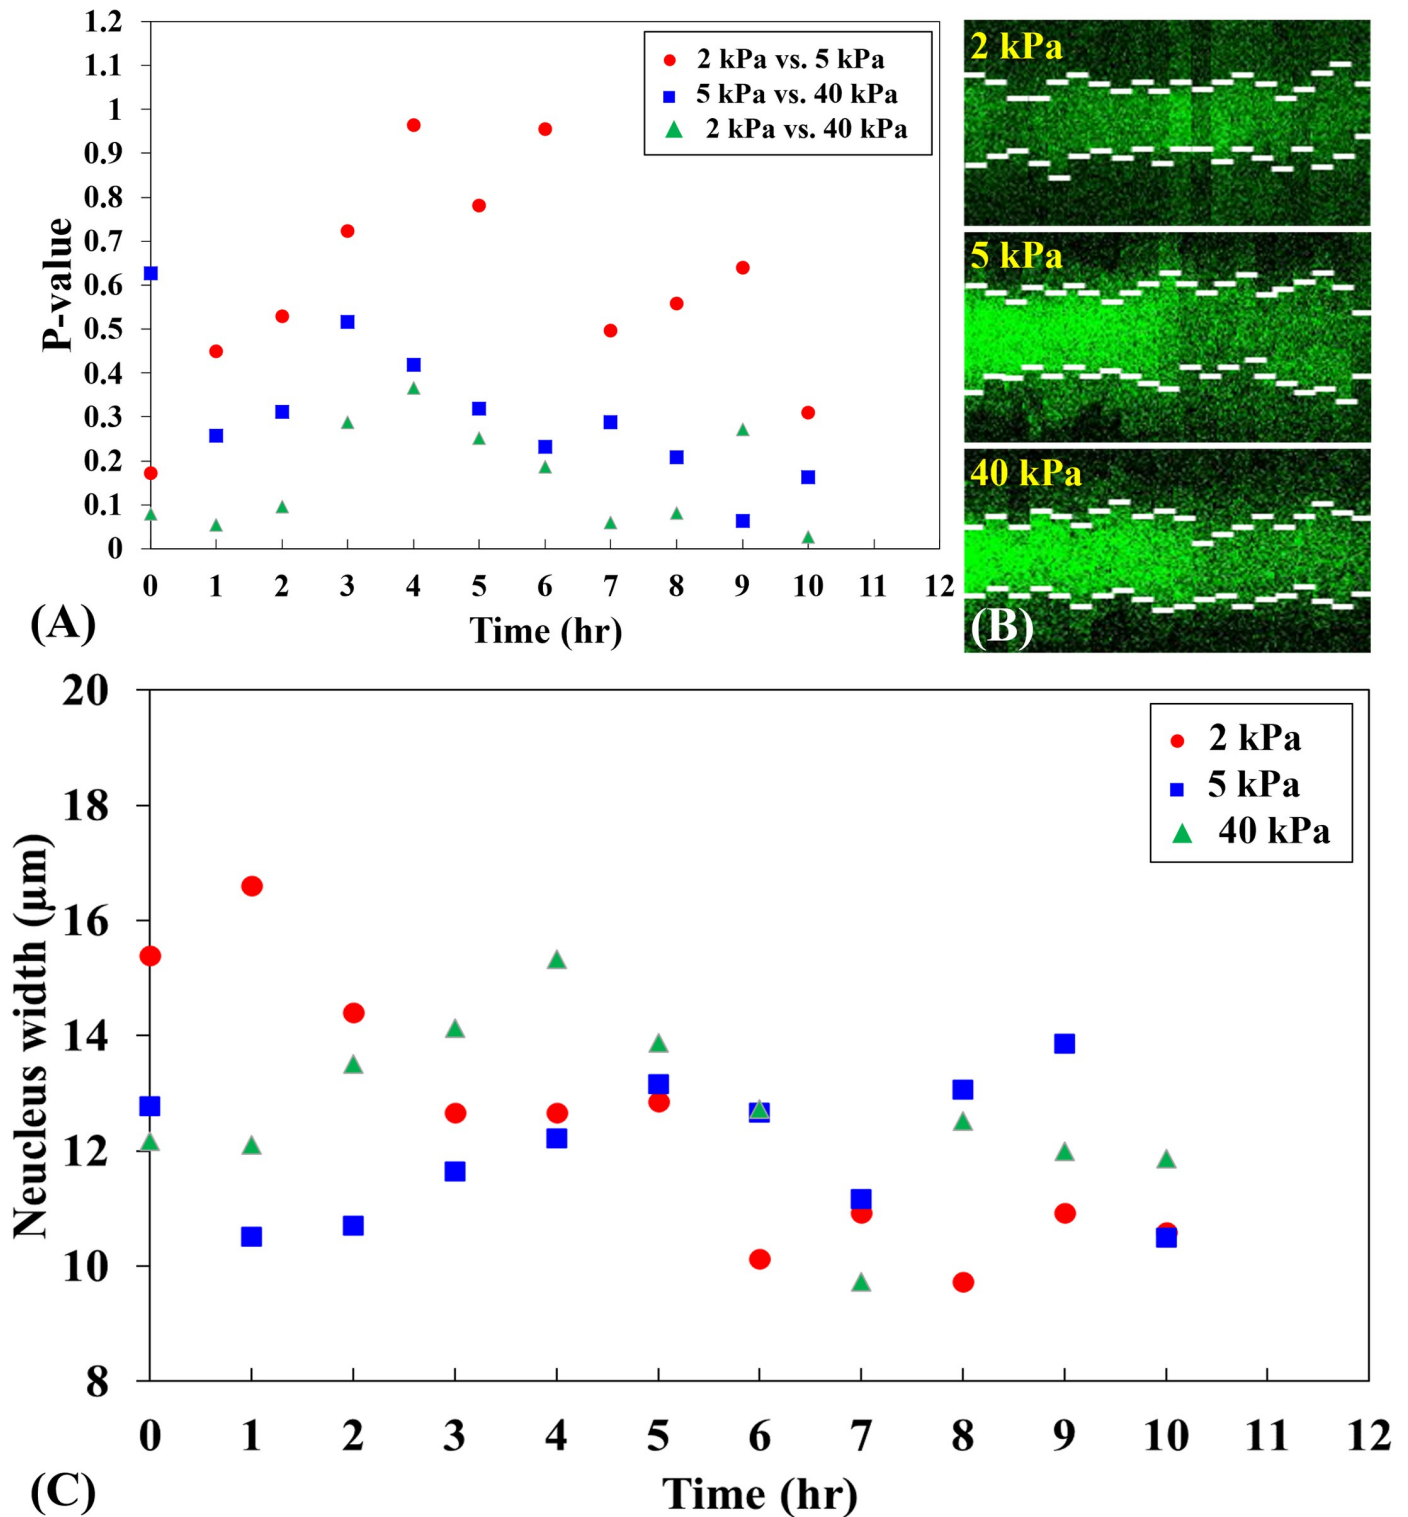 1.2
1.1
1
0.9
0.8
0.7
0.6
0.5
0.4
0.3
0.2
0.1
0
P-value
2 kPa vs. 5 kPa
5 kPa vs. 40 kPa
2 kPa vs. 40 kPa
0 1 2 3 4 5 6 7 8 9 10 11 12
Time (hr)
(A)
2 kPa
5 kPa
40 kPa
(B)
20
18
16
14
12
10
8
Neucleus width (μm)
2 kPa
5 kPa
40 kPa
0 1 2 3 4 5 6 7 8 9 10 11 12
Time (hr)
(C)